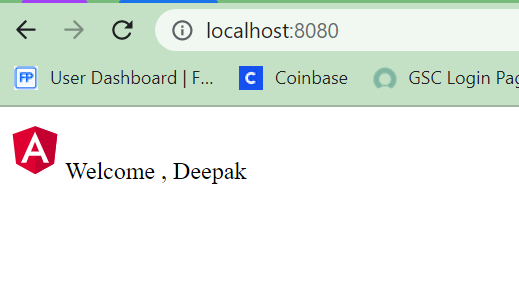 localhost:8080
FP User Dashboard | F... C Coinbase GSC Login Pag
A Welcome , Deepak